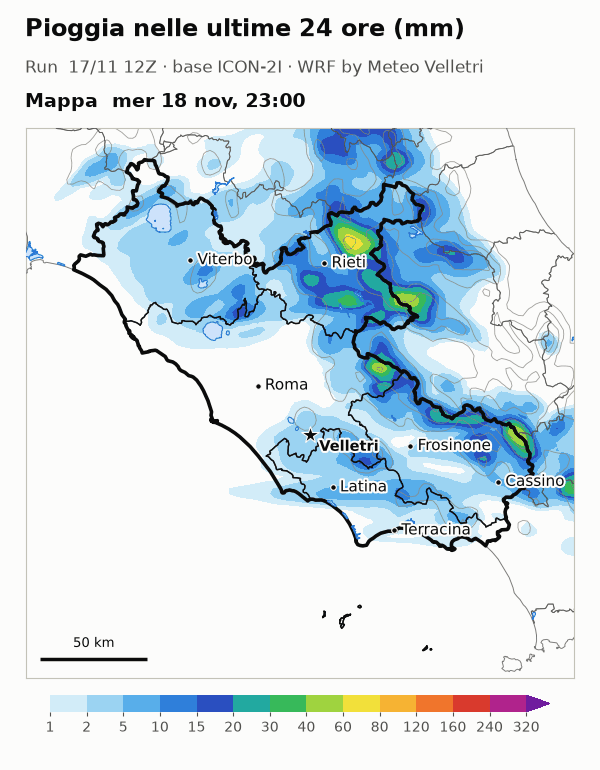 Pioggia nelle ultime 24 ore (mm)
Run  17/11 12Z · base ICON-2I · WRF by Meteo Velletri
Mappa  mer 18 nov, 23:00
Viterbo
Rieti
Roma
Velletri
Frosinone
Cassino
Latina
Terracina
50 km
1 2 5 10 15 20 30 40 60 80 120 160 240 320